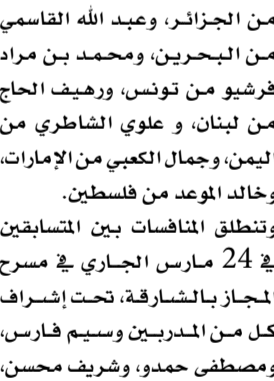 من الجزائر، وعبد الله القاسمي
من البحرين، ومحمد بن مراد
فرشيو من تونس، ورهيف الحاج
من لبنان، و علوي الشاطري من
اليمن، وجمال الكعبي من الإمارات،
وخالد الموعد من فلسطين.
وتنطلق المنافسات بين المتسابقين
في 24 مارس الجاري في مسرح
المجاز بالشارقة، تحت إشراف
كل من المدربين وسيم فارس،
ومصطفى حمدو، وشريف محسن،